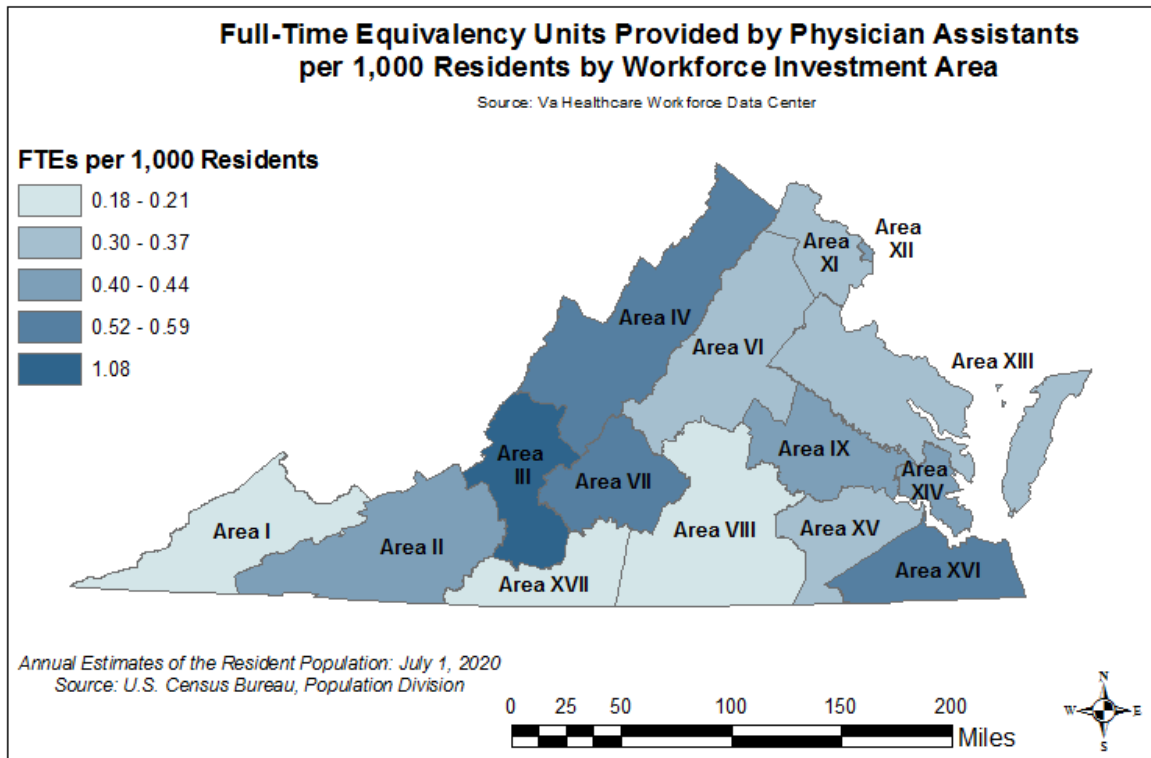 Full-Time Equivalency Units Provided by Physician Assistants
per 1,000 Residents by Workforce Investment Area
Source: Va Healthcare Workforce Data Center
FTEs per 1,000 Residents
0.18 - 0.21
0.30 - 0.37
0.40 - 0.44
0.52 - 0.59
1.08
Area
XII
Area
XI
Area IV
Area VI
Area XIII
Area
III
Area IX
Area
XIV
Area VII
Area I
Area VIII
Area XV
Area II
Area XVI
Area XVII
Annual Estimates of the Resident Population: July 1, 2020
Source: U.S. Census Bureau, Population Division
0 25 50 100 150 200
Miles
N
W E
S